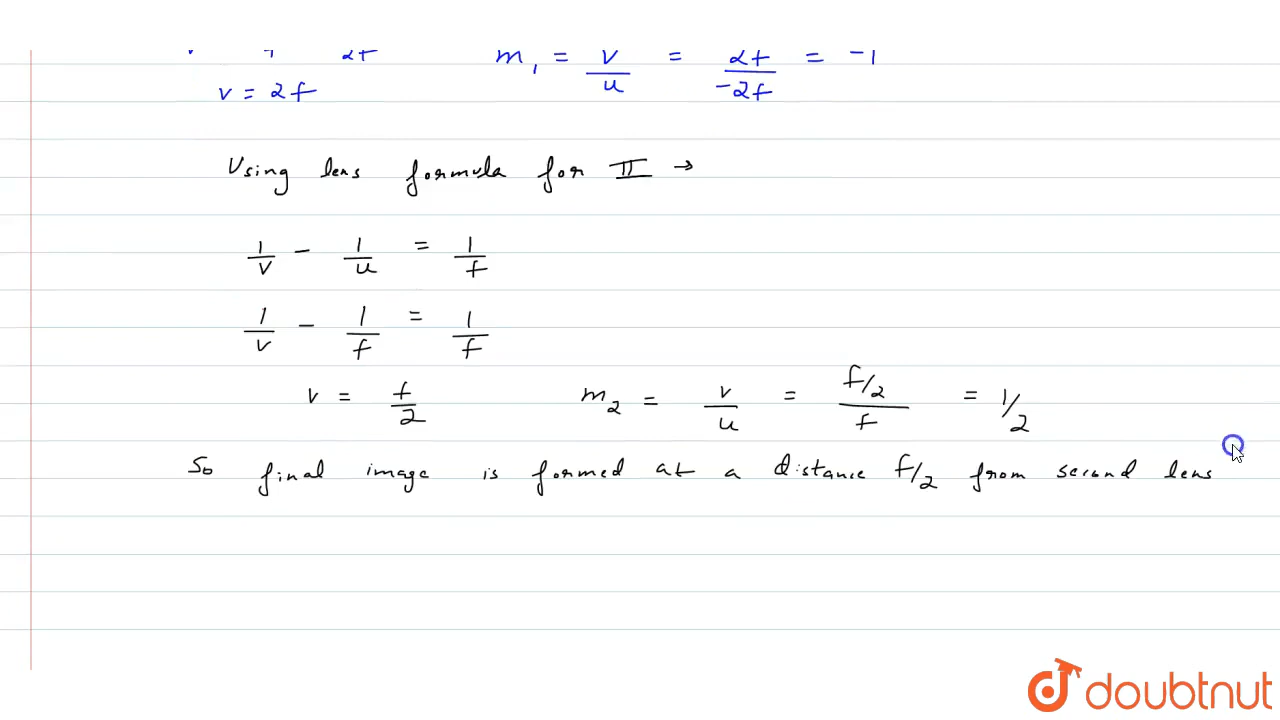 m₁ = v/u = 2f/-2f = -1
v = 2f
Using lens formula for II →
1/v - 1/u = 1/f
1/v - 1/f = 1/f
v = f/2 m₂ = v/u = f/2/f = 1/2
So final image is formed at a distance f/2 from second lens
doubtnut